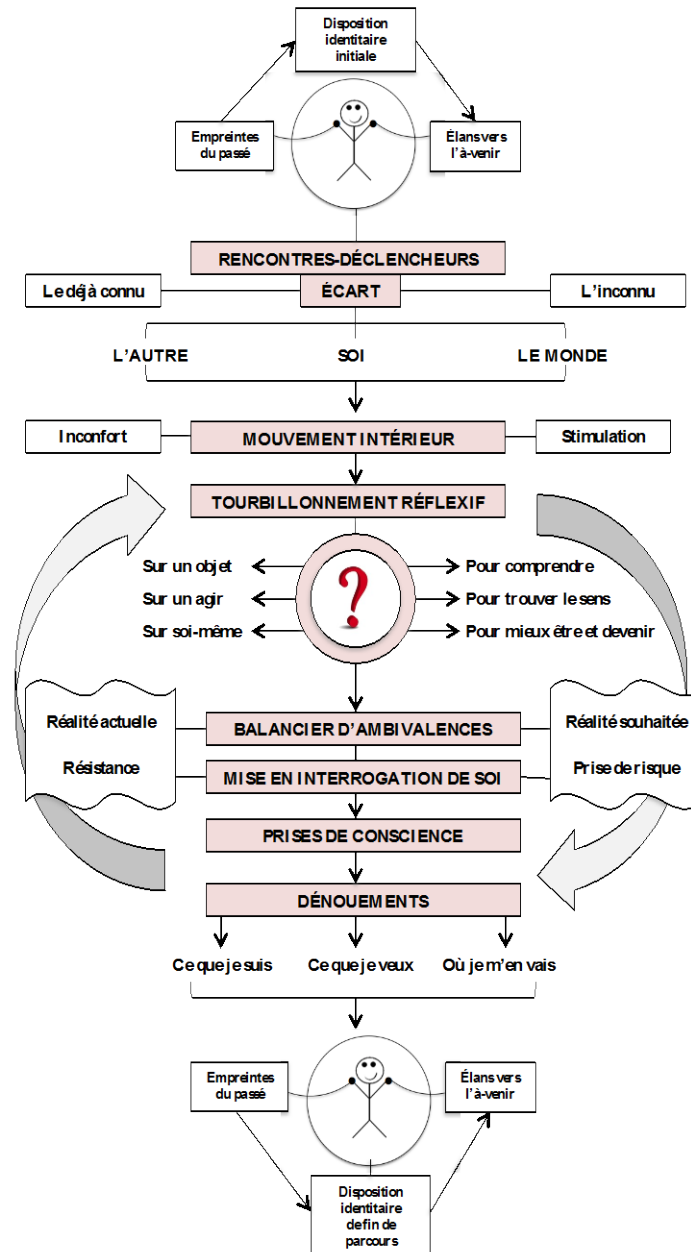 Disposition
identitaire
initiale
Empreintes
du passé
Élans vers
l'à-venir
RENCONTRES-DÉCLENCHEURS
Le déjà connu
ÉCART
L'inconnu
L'AUTRE
SOI
LE MONDE
Inconfort
MOUVEMENT INTÉRIEUR
Stimulation
TOURBILLONNEMENT RÉFLEXIF
?
Sur un objet
Pour comprendre
Sur un agir
Pour trouver le sens
Sur soi-même
Pour mieux être et devenir
Réalité actuelle
BALANCIER D'AMBIVALENCES
Réalité souhaitée
Résistance
MISE EN INTERROGATION DE SOI
Prise de risque
PRISES DE CONSCIENCE
DÉNOUEMENTS
Ce que je suis
Ce que je veux
Où je m'en vais
Empreintes
du passé
Élans vers
l'à-venir
Disposition
identitaire
de fin de
parcours